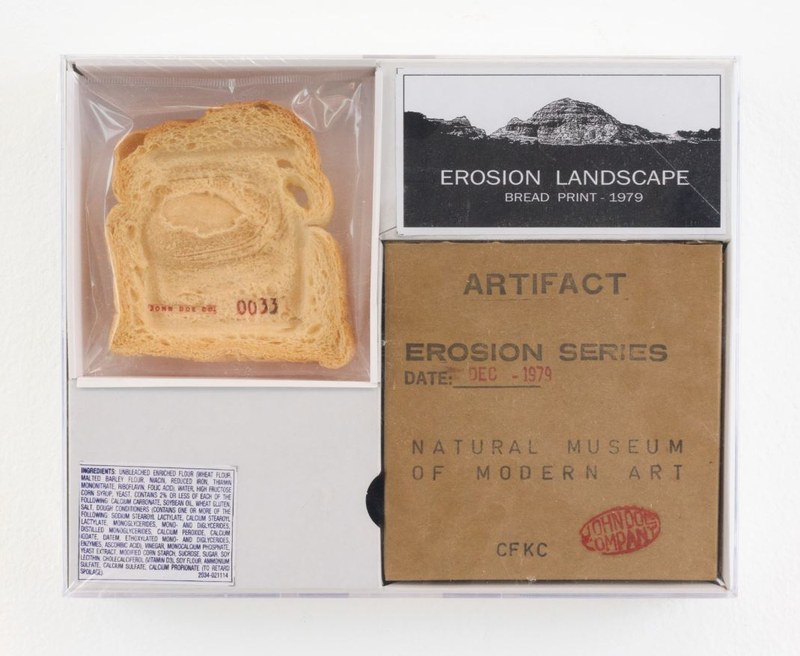 EROSION LANDSCAPE
BREAD PRINT - 1979
0033
ARTIFACT
EROSION SERIES
DATE: DEC - 1979
NATURAL MUSEUM
OF MODERN ART
CFKC
JOHN DOE
COMPANY
INGREDIENTS: UNBLEACHED ENRICHED FLOUR (WHEAT FLOUR,
MALTED BARLEY FLOUR, NIACIN, REDUCED IRON, THIAMIN
MONONITRATE, RIBOFLAVIN, FOLIC ACID), WATER, HIGH FRUCTOSE
CORN SYRUP, YEAST, CONTAINS 2% OR LESS OF EACH OF THE
FOLLOWING: CALCIUM CARBONATE, SOYBEAN OIL, WHEAT GLUTEN,
SALT, DOUGH CONDITIONERS (CONTAINS ONE OR MORE OF THE
FOLLOWING: SODIUM STEAROYL LACTYLATE, CALCIUM STEAROYL
LACTYLATE, MONOGLYCERIDES, MONO- AND DIGLYCERIDES,
DISTILLED MONOGLYCERIDES, CALCIUM PEROXIDE, CALCIUM
IODATE, DATEM, ETHOXYLATED MONO- AND DIGLYCERIDES,
ENZYMES, ASCORBIC ACID), VINEGAR, MONOCALCIUM PHOSPHATE,
YEAST EXTRACT, MODIFIED CORN STARCH, SUCROSE, SUGAR, SOY
LECITHIN, CHOLECALCIFEROL (VITAMIN D3), SOY FLOUR, AMMONIUM
SULFATE, CALCIUM SULFATE, CALCIUM PROPIONATE (TO RETARD
SPOILAGE).
2034-021114